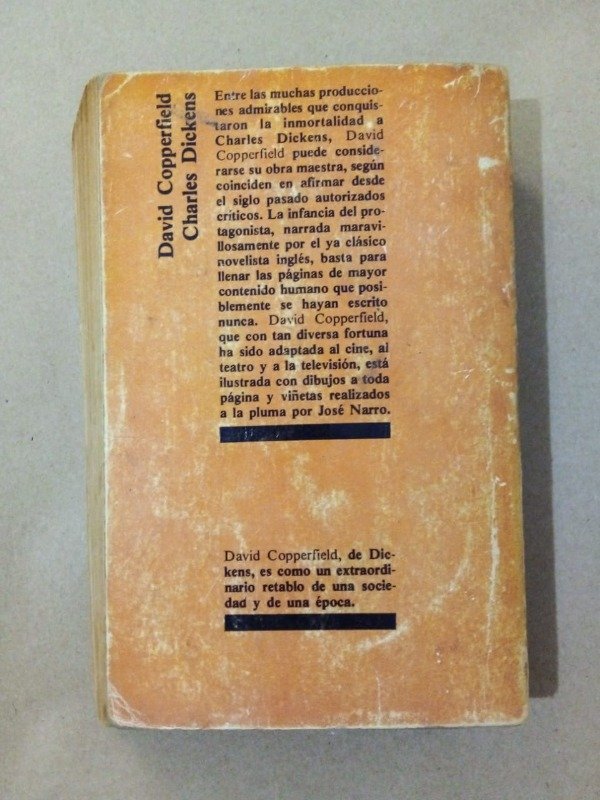 David Copperfield
Charles Dickens
Entre las muchas produccio-
nes admirables que conquis-
taron la inmortalidad a
Charles Dickens, David
Copperfield puede conside-
rarse su obra maestra, según
coinciden en afirmar desde
el siglo pasado autorizados
críticos. La infancia del pro-
tagonista, narrada maravi-
llosamente por el ya clásico
novelista inglés, basta para
llenar las páginas de mayor
contenido humano que posi-
blemente se hayan escrito
nunca. David Copperfield,
que con tan diversa fortuna
ha sido adaptada al cine, al
teatro y a la televisión, está
ilustrada con dibujos a toda
página y viñetas realizados
a la pluma por José Narro.
David Copperfield, de Dic-
kens, es como un extraordi-
nario retablo de una socie-
dad y de una época.